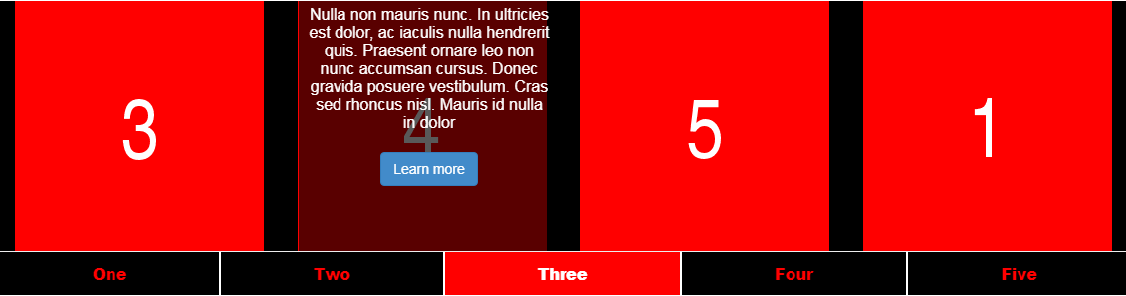 3
Nulla non mauris nunc. In ultricies
est dolor, ac iaculis nulla hendrerit
quis. Praesent ornare leo non
nunc accumsan cursus. Donec
gravida posuere vestibulum. Cras
sed rhoncus nisl. Mauris id nulla
in dolor
4
Learn more
5
1
One
Two
Three
Four
Five